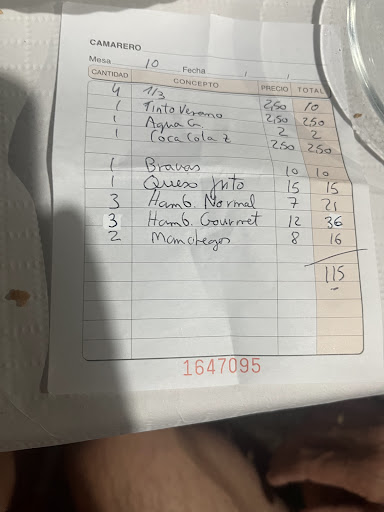 CAMARERO
Mesa 10 Fecha / /
CANTIDAD CONCEPTO PRECIO TOTAL
4 1/3 2,50 10
1 Tinto Verano 2,50 2,50
1 Agua G 2 2
1 Coca Cola Z 2,50 2,50
1 Bravas 10 10
1 Queso frito 15 15
3 Hamb. Normal 7 21
3 Hamb. Gourmet 12 36
2 Manchegos 8 16
115
1647095